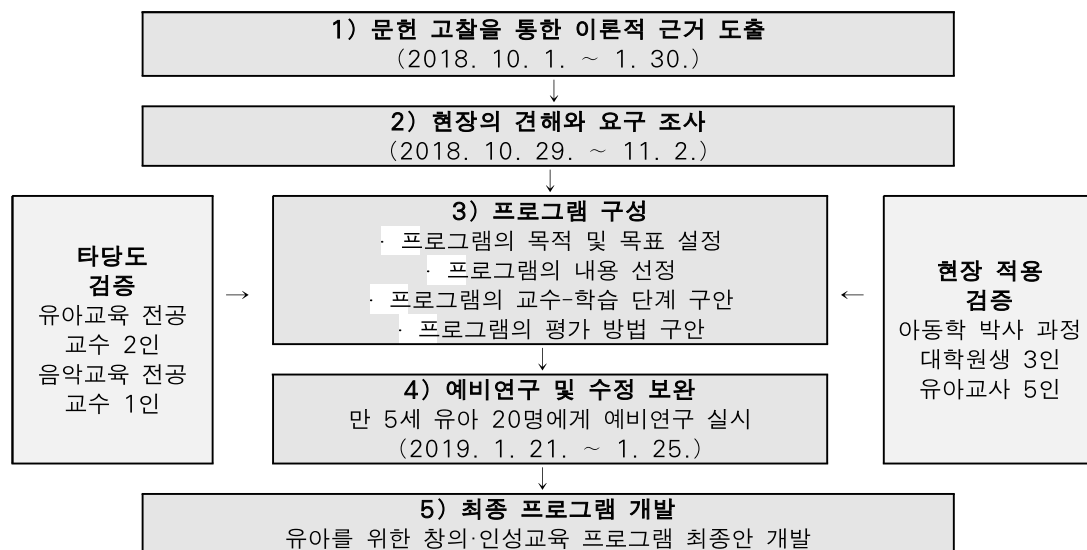 1) 문헌 고찰을 통한 이론적 근거 도출
(2018. 10. 1. ~ 1. 30.)
↓
2) 현장의 견해와 요구 조사
(2018. 10. 29. ~ 11. 2.)
↓
타당도
검증
유아교육 전공
교수 2인
음악교육 전공
교수 1인
→
3) 프로그램 구성
· 프로그램의 목적 및 목표 설정
· 프로그램의 내용 선정
· 프로그램의 교수-학습 단계 구안
· 프로그램의 평가 방법 구안
←
현장 적용
검증
아동학 박사 과정
대학원생 3인
유아교사 5인
↓
4) 예비연구 및 수정 보완
만 5세 유아 20명에게 예비연구 실시
(2019. 1. 21. ~ 1. 25.)
↓
5) 최종 프로그램 개발
유아를 위한 창의·인성교육 프로그램 최종안 개발